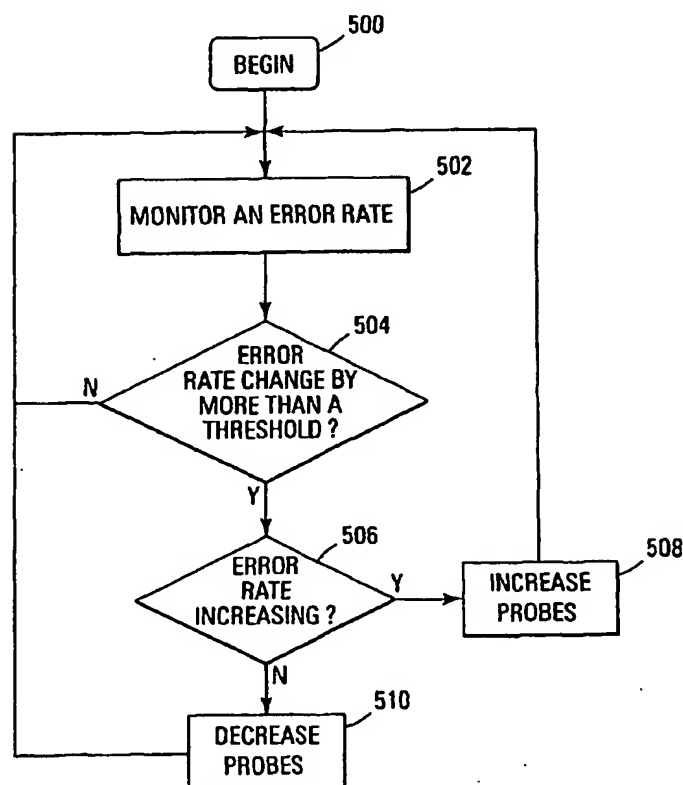 500
BEGIN
502
MONITOR AN ERROR RATE
504
ERROR
RATE CHANGE BY
MORE THAN A
THRESHOLD ?
N
Y
506
ERROR
RATE
INCREASING ?
Y
508
INCREASE
PROBES
N
510
DECREASE
PROBES